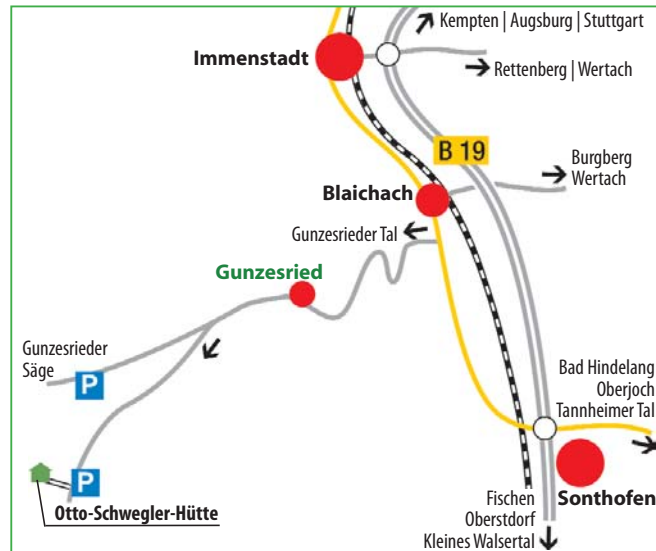 Kempten | Augsburg | Stuttgart
Immenstadt
Rettenberg | Wertach
B 19
Burgberg
Wertach
Blaichach
Gunzesrieder Tal
Gunzesried
Gunzesrieder
Säge
P
Bad Hindelang
Oberjoch
Tannheimer Tal
P
Otto-Schwegler-Hütte
Sonthofen
Fischen
Oberstdorf
Kleines Walsertal